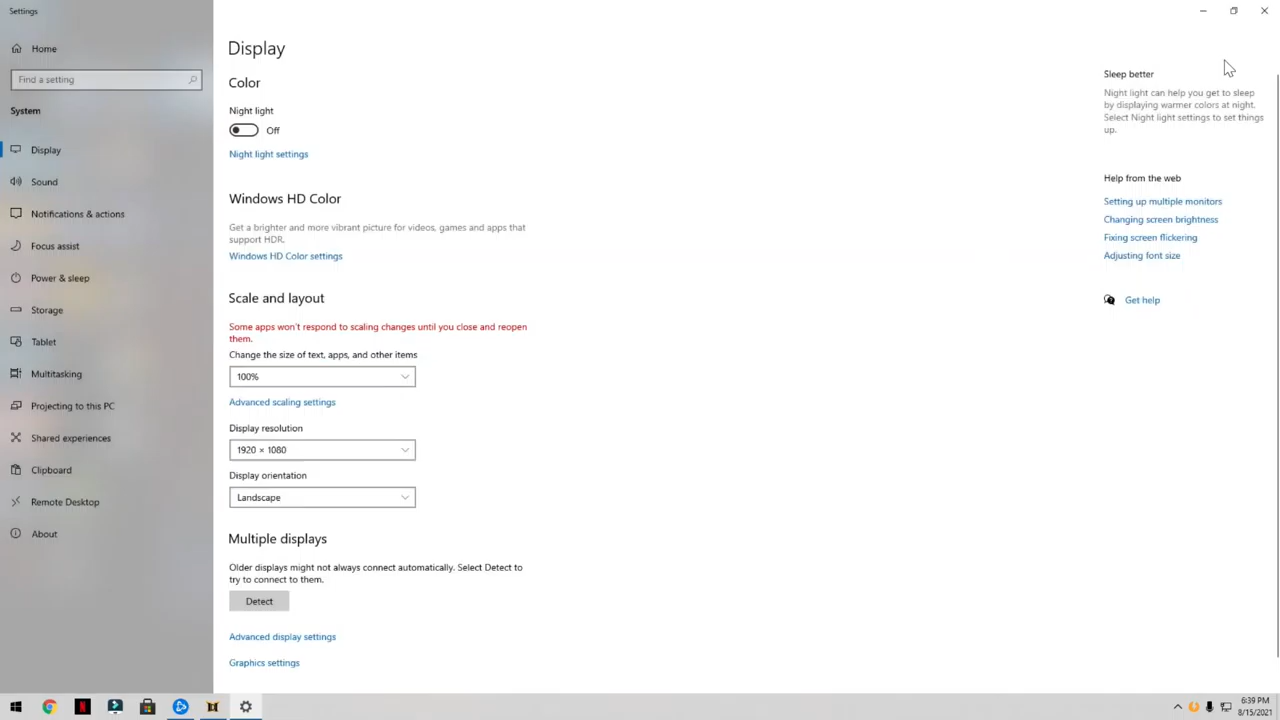 Settings
Home
Find a setting
System
Display
Sound
Notifications & actions
Focus assist
Power & sleep
Storage
Tablet
Multitasking
Projecting to this PC
Shared experiences
Clipboard
Remote Desktop
About
Display
Color
Night light
Off
Night light settings
Windows HD Color
Get a brighter and more vibrant picture for videos, games and apps that
support HDR.
Windows HD Color settings
Scale and layout
Some apps won't respond to scaling changes until you close and reopen
them.
Change the size of text, apps, and other items
100%
Advanced scaling settings
Display resolution
1920 × 1080
Display orientation
Landscape
Multiple displays
Older displays might not always connect automatically. Select Detect to
try to connect to them.
Detect
Advanced display settings
Graphics settings
Sleep better
Night light can help you get to sleep
by displaying warmer colors at night.
Select Night light settings to set things
up.
Help from the web
Setting up multiple monitors
Changing screen brightness
Fixing screen flickering
Adjusting font size
Get help
6:39 PM
8/15/2021